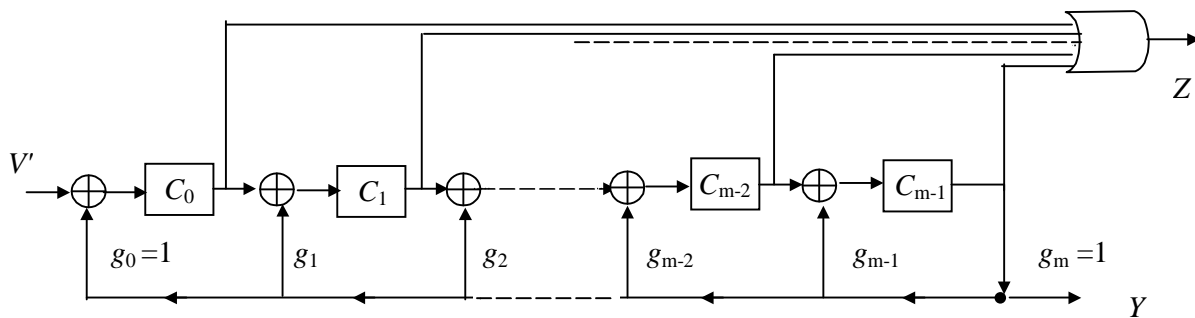 Z
V'
C₀
C₁
Cₘ₋₂
Cₘ₋₁
g₀ =1
g₁
g₂
gₘ₋₂
gₘ₋₁
gₘ = 1
Y